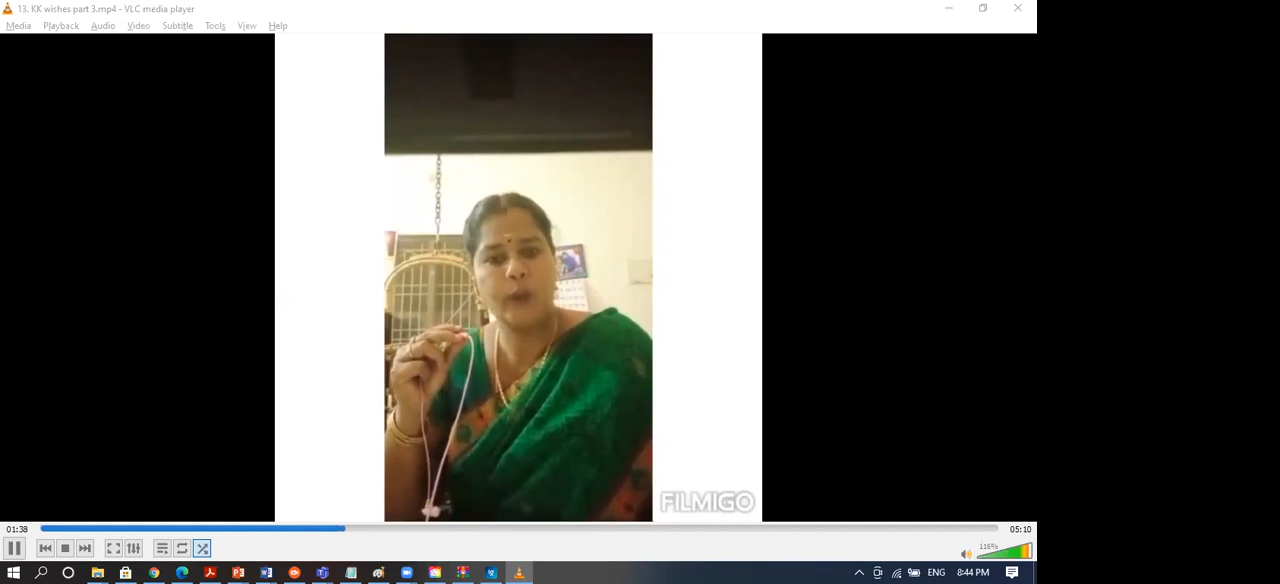 13. KK wishes part 3.mp4 - VLC media player
Media Playback Audio Video Subtitle Tools View Help
FILMIGO
01:38
05:10
116%
ENG
8:44 PM